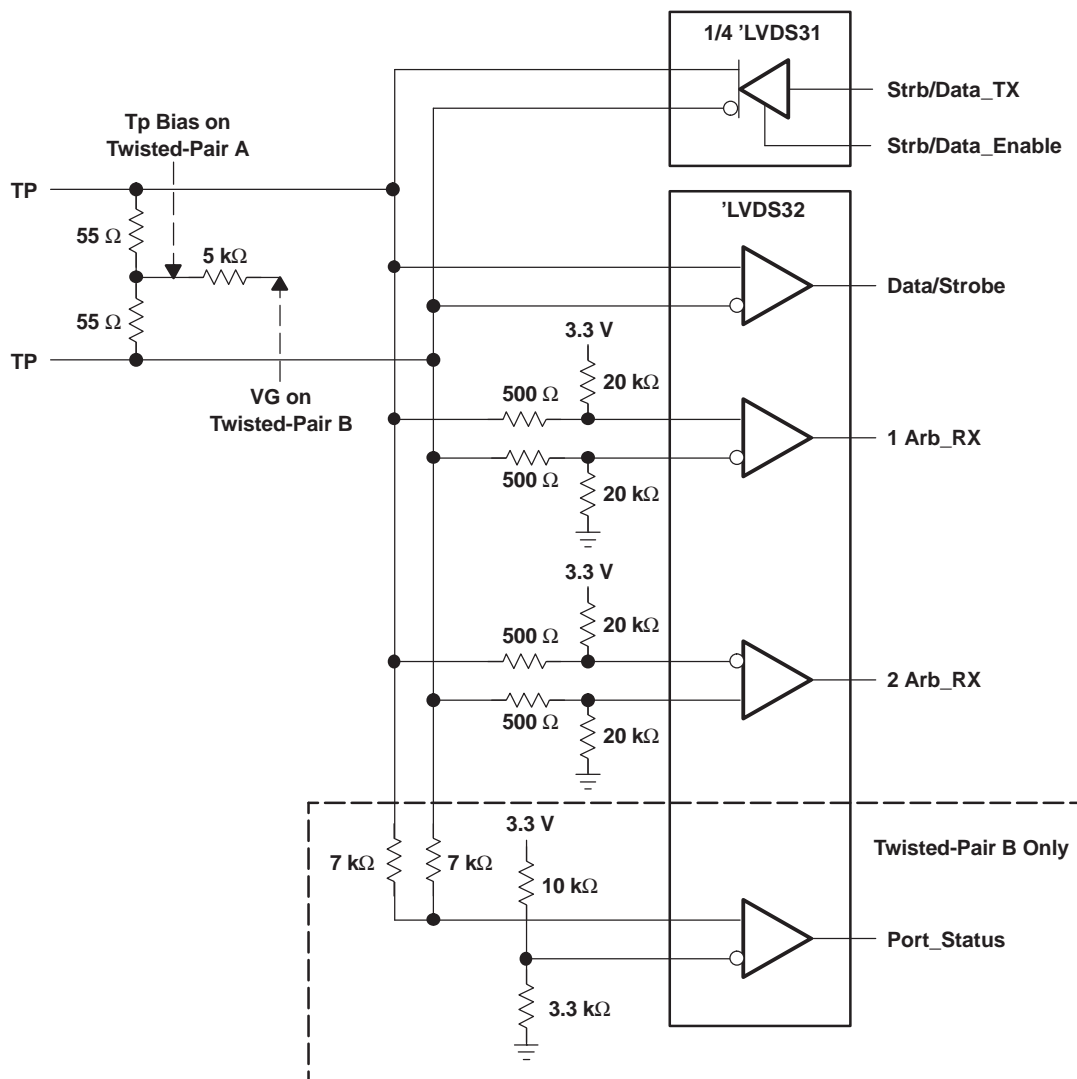 1/4 ’LVDS31
Strb/Data_TX
Tp Bias on
Twisted-Pair A
Strb/Data_Enable
TP
’LVDS32
55 Ω
5 kΩ
Data/Strobe
55 Ω
3.3 V
TP
20 kΩ
500 Ω
VG on
Twisted-Pair B
1 Arb_RX
500 Ω
20 kΩ
3.3 V
20 kΩ
500 Ω
2 Arb_RX
500 Ω
20 kΩ
3.3 V
Twisted-Pair B Only
7 kΩ
7 kΩ
10 kΩ
Port_Status
3.3 kΩ